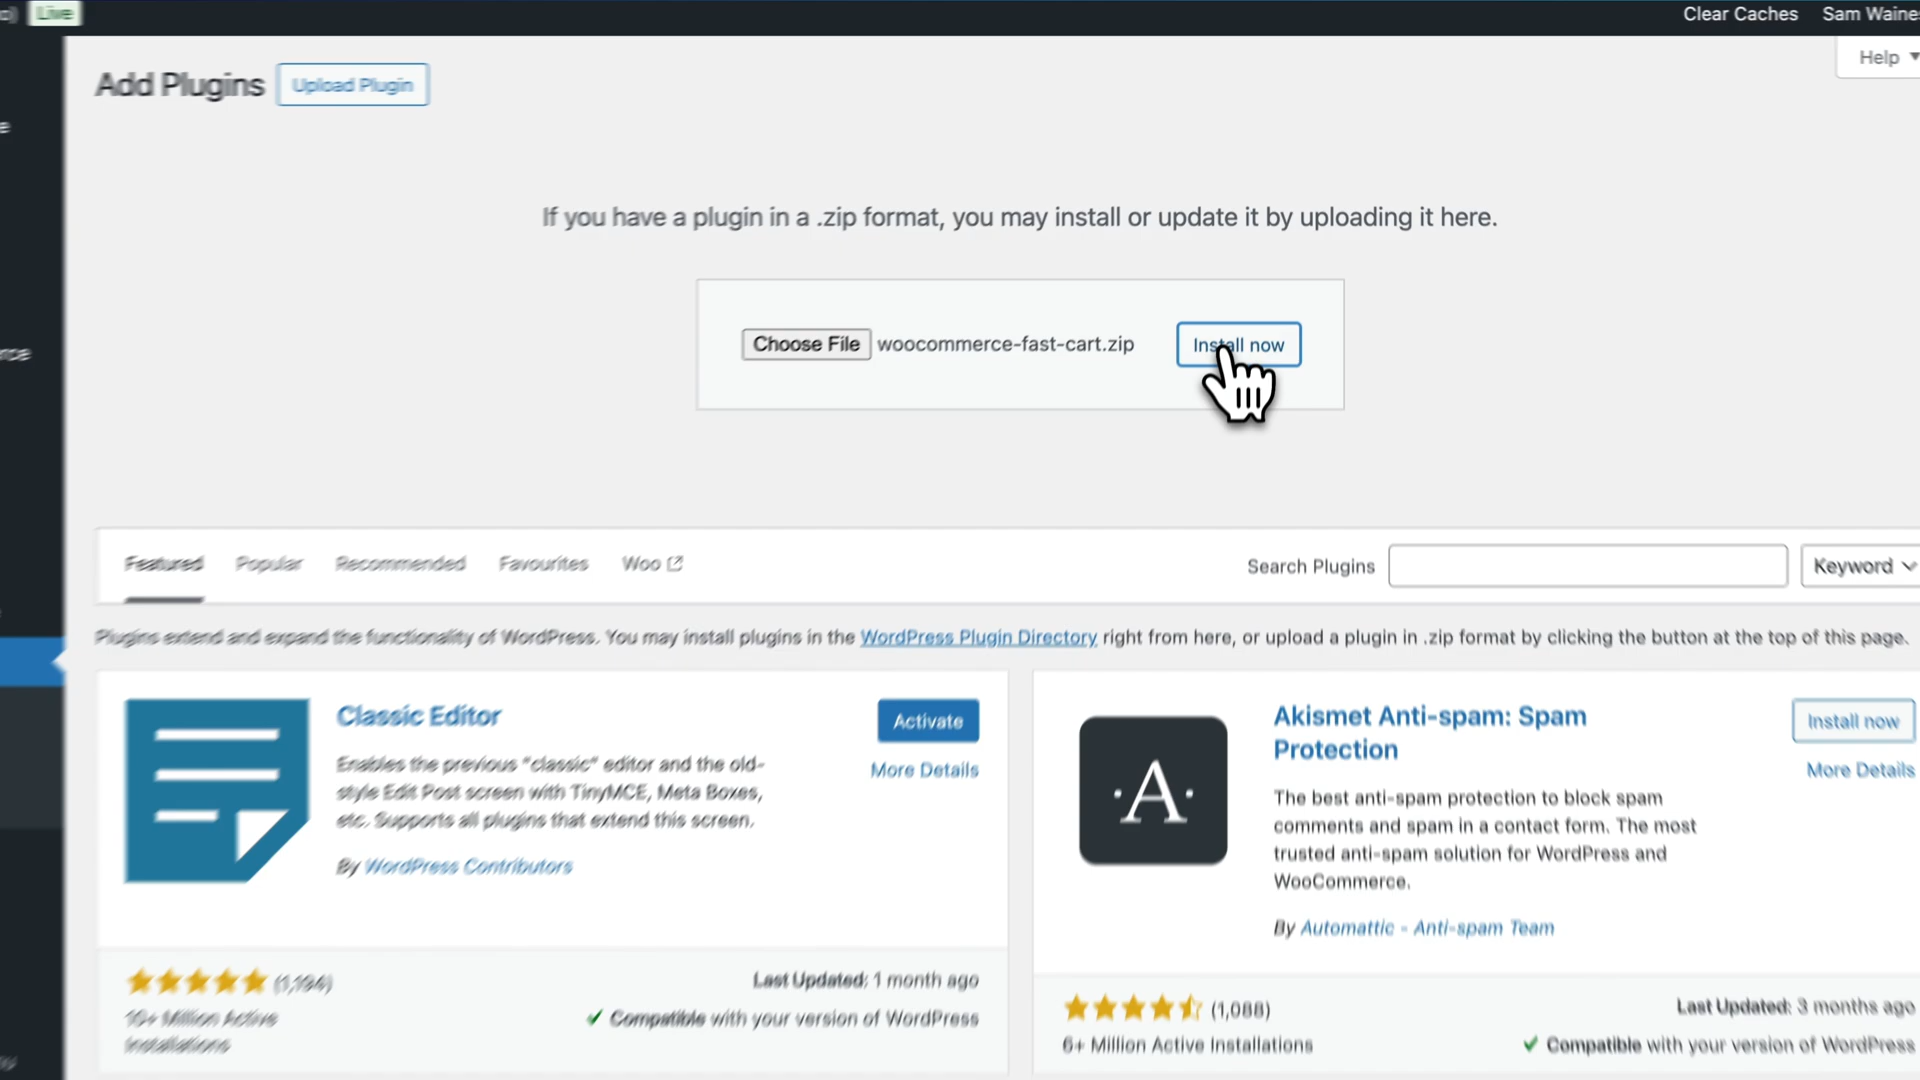 Live
Clear Caches
Sam Waine
Help
Add Plugins
Upload Plugin
If you have a plugin in a .zip format, you may install or update it by uploading it here.
Choose File woocommerce-fast-cart.zip
Install now
Featured Popular Recommended Favourites Woo
Search Plugins
Keyword
Plugins extend and expand the functionality of WordPress. You may install plugins in the WordPress Plugin Directory right from here, or upload a plugin in .zip format by clicking the button at the top of this page.
Classic Editor
Activate
More Details
Enables the previous "classic" editor and the old-
style Edit Post screen with TinyMCE, Meta Boxes,
etc. Supports all plugins that extend this screen.
By WordPress Contributors
(1,194)
10+ Million Active
Installations
Last Updated: 1 month ago
Compatible with your version of WordPress
Akismet Anti-spam: Spam
Protection
Install now
More Details
The best anti-spam protection to block spam
comments and spam in a contact form. The most
trusted anti-spam solution for WordPress and
WooCommerce.
By Automattic - Anti-spam Team
(1,088)
6+ Million Active Installations
Last Updated: 3 months ago
Compatible with your version of WordPress